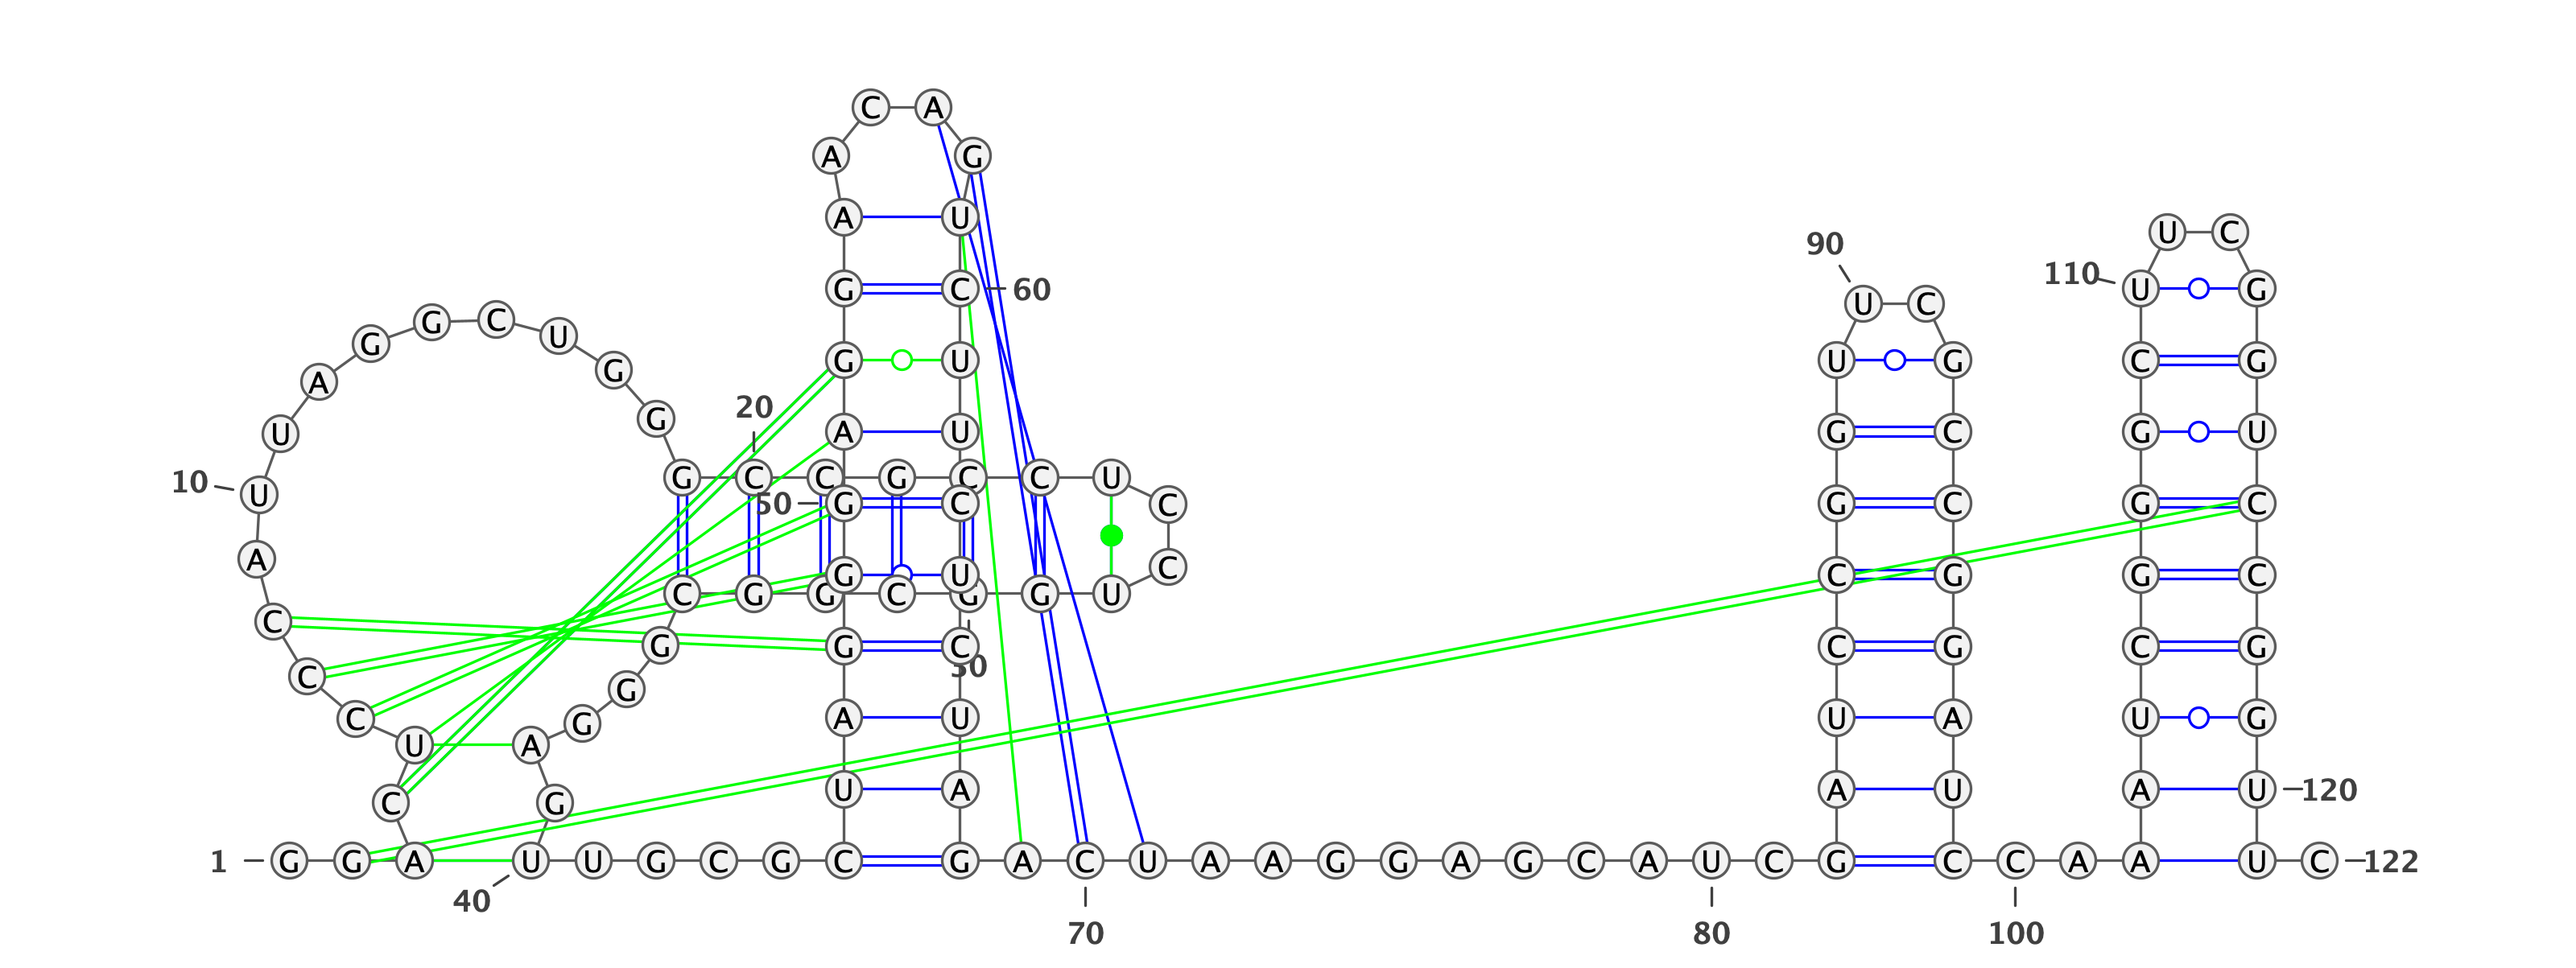 C A
A G
A U U C
90
110
G C 60 U G
U C
G C
U
G
G U U G C G
G
A
20
G
U A U G C G U
G C C G C C U
10 U
50 G C C G C G C
A
C
G U C G G C
C G G C G G U
C
G G C C G C G
30
C
G
C G A U U A U G
U A
U A A U A U 120
C G
1 G G A U U G C G C G A C U A A G G A G C A U C G C C A A U C 122
40
70 80 100